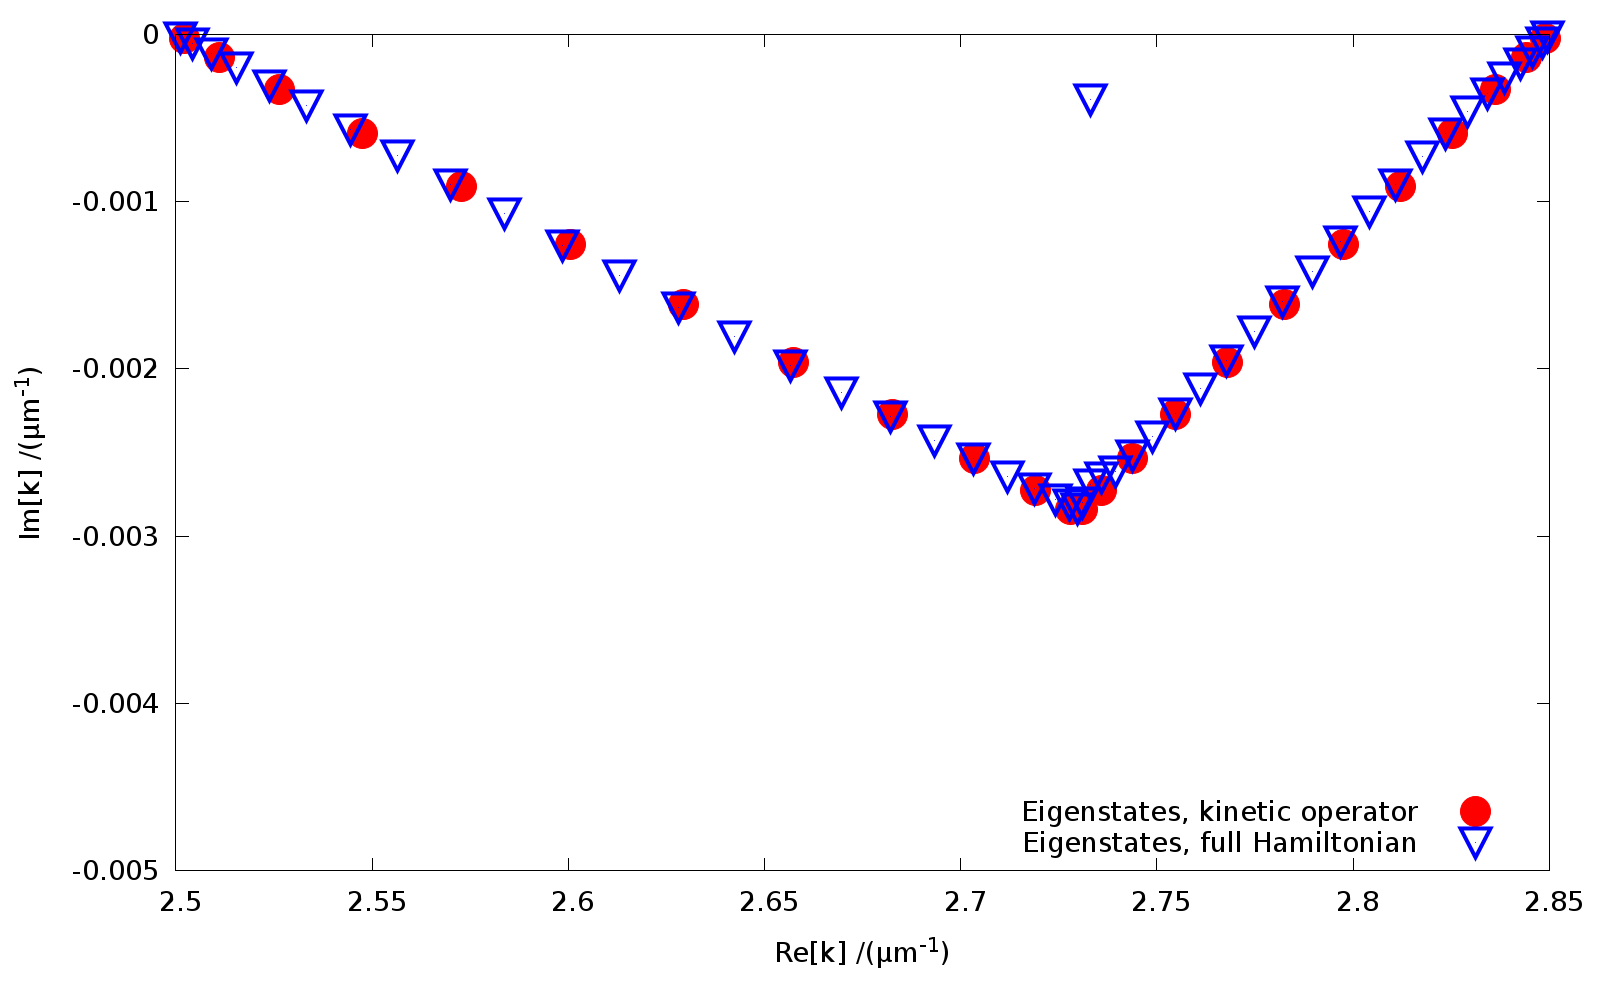 0
-0.001
-0.002
-0.003
-0.004
-0.005
2.5 2.55 2.6 2.65 2.7 2.75 2.8 2.85
Im[k] /(µm⁻¹)
Re[k] /(µm⁻¹)
Eigenstates, kinetic operator
Eigenstates, full Hamiltonian